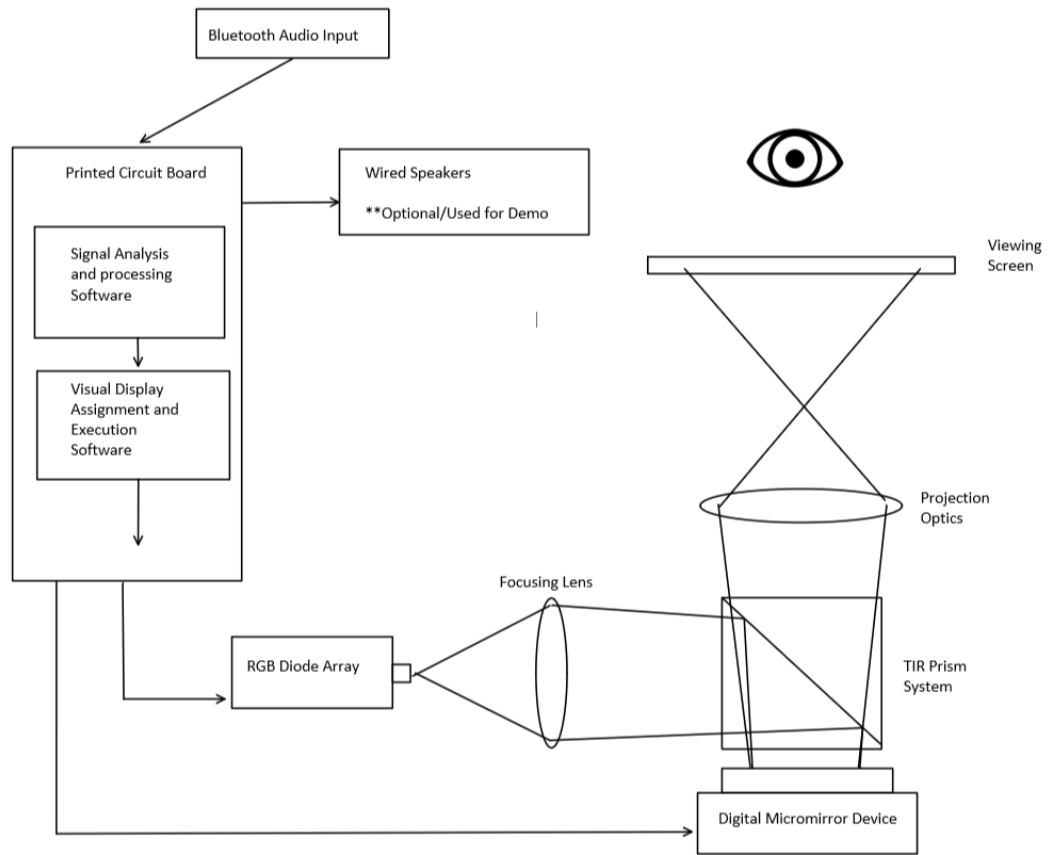 Bluetooth Audio Input
Printed Circuit Board
Wired Speakers
**Optional/Used for Demo
Signal Analysis
and processing
Software
Visual Display
Assignment and
Execution
Software
Viewing
Screen
Projection
Optics
Focusing Lens
RGB Diode Array
TIR Prism
System
Digital Micromirror Device